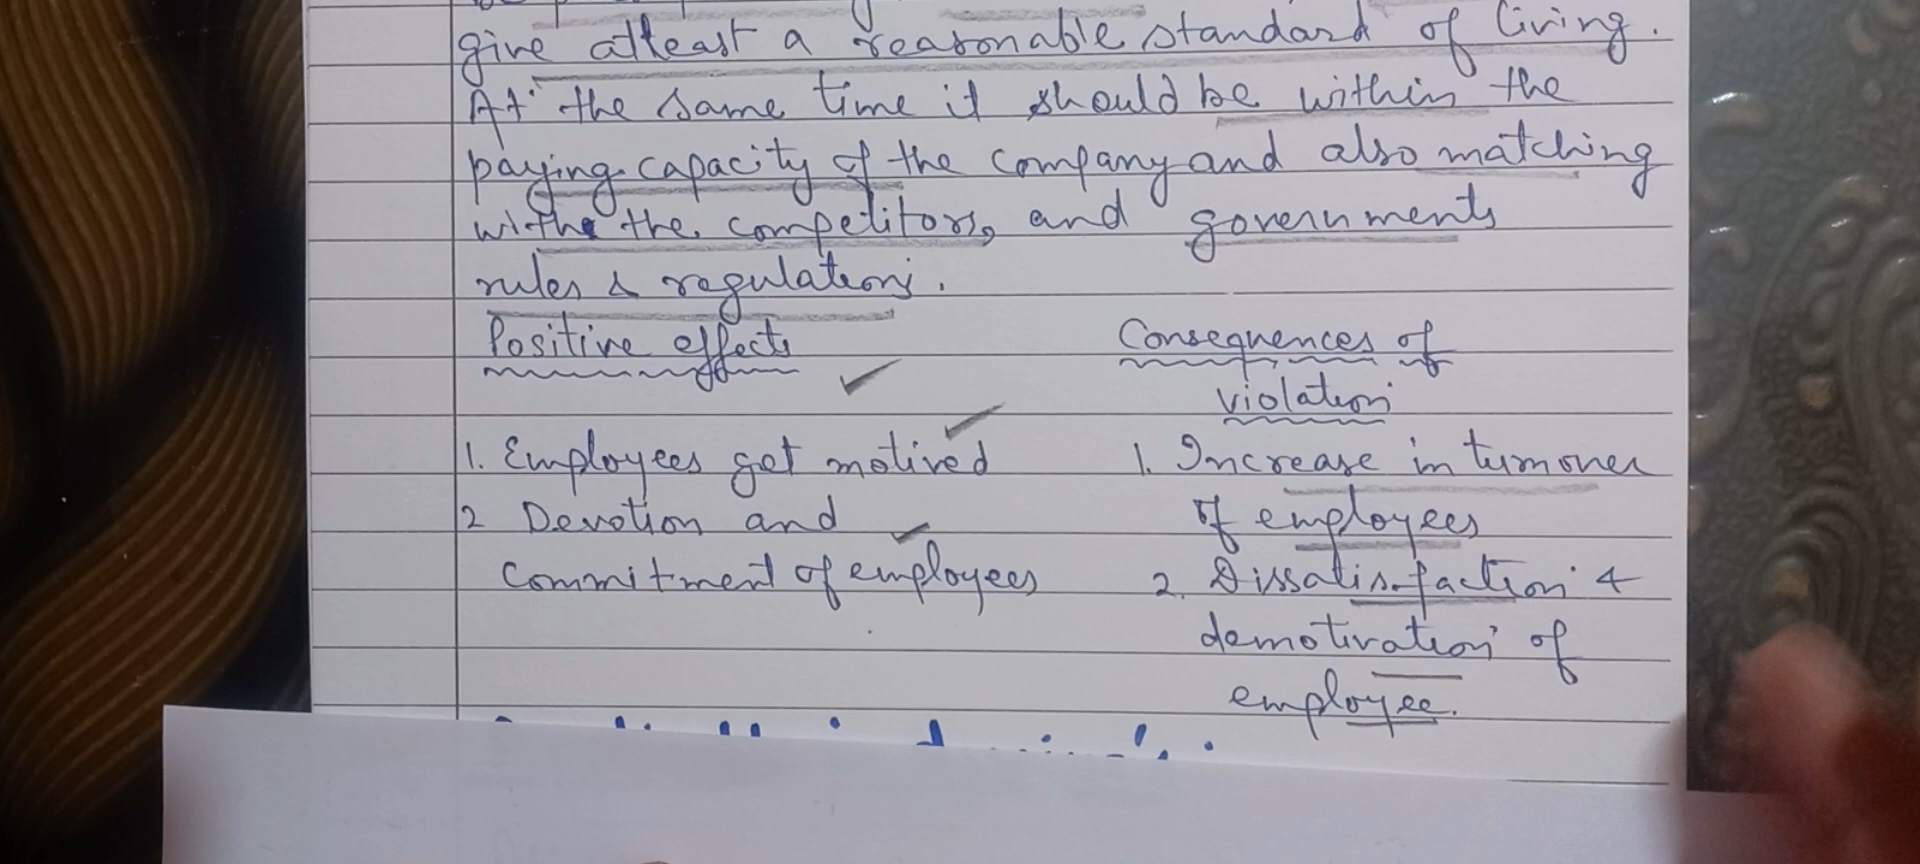 give atleast a reasonable standard of living.
At the same time it should be within the
paying capacity of the company and also matching
withe the competitors, and governments
rules & regulations.
Positive effects
1. Employees get motived
2 Devotion and
Commitment of employees
Consequences of
violation
1. Increase in turnover
of employees
2. Dissatisfaction &
demotivation of
employee.